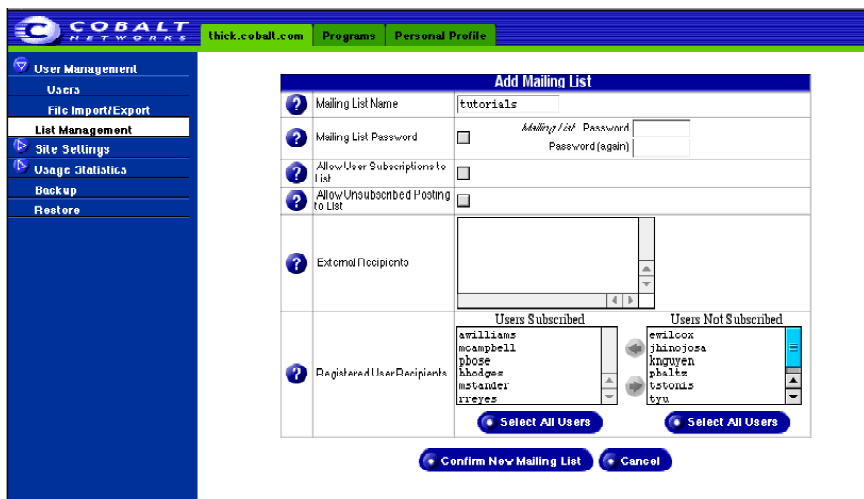 COBALT
NETWORKS
thick.cobalt.com
Programs
Personal Profile
User Management
Users
File Import/Export
List Management
Site Settings
Usage Statistics
Backup
Restore
Add Mailing List
Mailing List Name
tutorials
Mailing List Password
Mailing List Password
Password (again)
Allow User Subscriptions to
List
Allow Unsubscribed Posting
to List
External Recipients
Registered User Recipients
Users Subscribed
awilliams
mcampbell
pbose
hhodges
mstander
rreyes
Select All Users
Users Not Subscribed
ewilcox
jhinojosa
knguyen
phaltz
tstonis
tyu
Select All Users
Confirm New Mailing List
Cancel